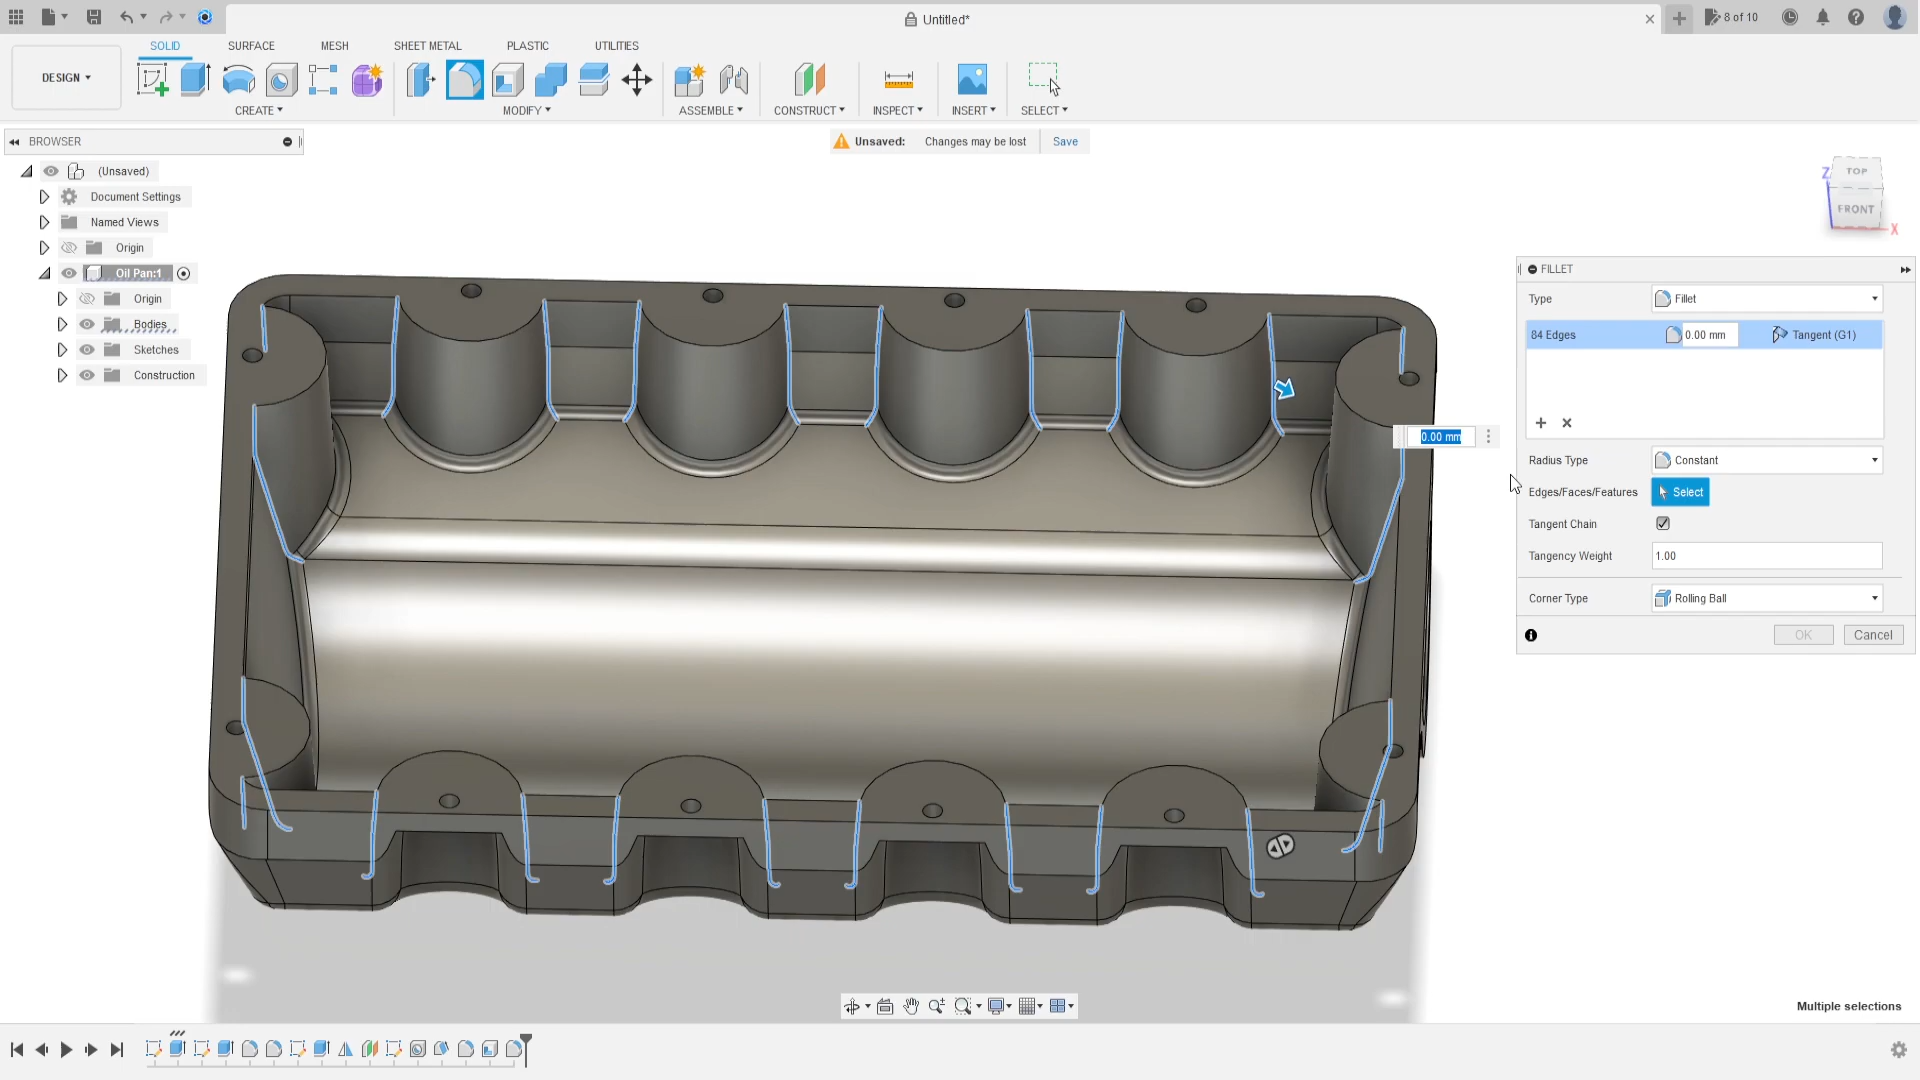 Untitled*
8 of 10
DESIGN
SOLID
SURFACE
MESH
SHEET METAL
PLASTIC
UTILITIES
CREATE
MODIFY
ASSEMBLE
CONSTRUCT
INSPECT
INSERT
SELECT
BROWSER
Unsaved: Changes may be lost
Save
(Unsaved)
Document Settings
Named Views
Origin
Oil Pan:1
Origin
Bodies
Sketches
Construction
Z
TOP
FRONT
X
0.00 mm
FILLET
Type
Fillet
84 Edges
0.00 mm
Tangent (G1)
Radius Type
Constant
Edges/Faces/Features
Select
Tangent Chain
Tangency Weight
1.00
Corner Type
Rolling Ball
OK
Cancel
Multiple selections